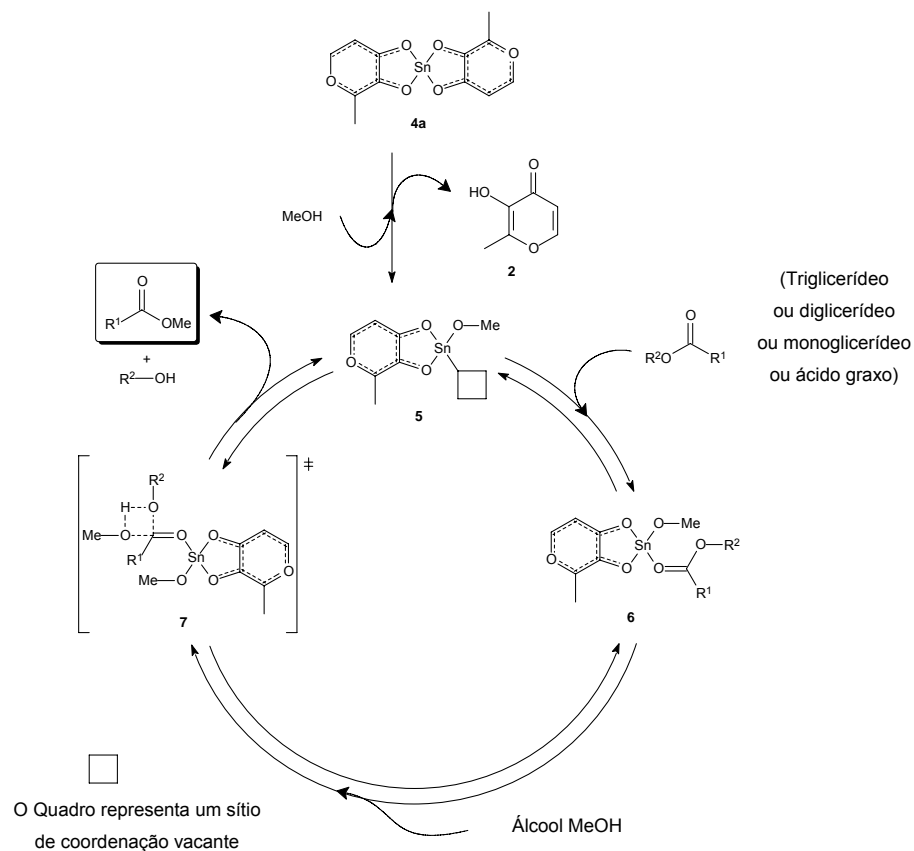 O
O
Sn
O
O
O
O
4a
MeOH
HO
O
O
2
O
R¹
OMe
+
R²—OH
O
O
O
Sn
O—Me
5
O
R²O
R¹
(Triglicerídeo
ou diglicerídeo
ou monoglicerídeo
ou ácido graxo)
R²
H
O
Me
O
C
O
R¹
Sn
O
O
O
Me—O
‡
7
O
O
O
Sn
O—Me
O
O—R²
R¹
6
O Quadro representa um sítio
de coordenação vacante
Álcool MeOH